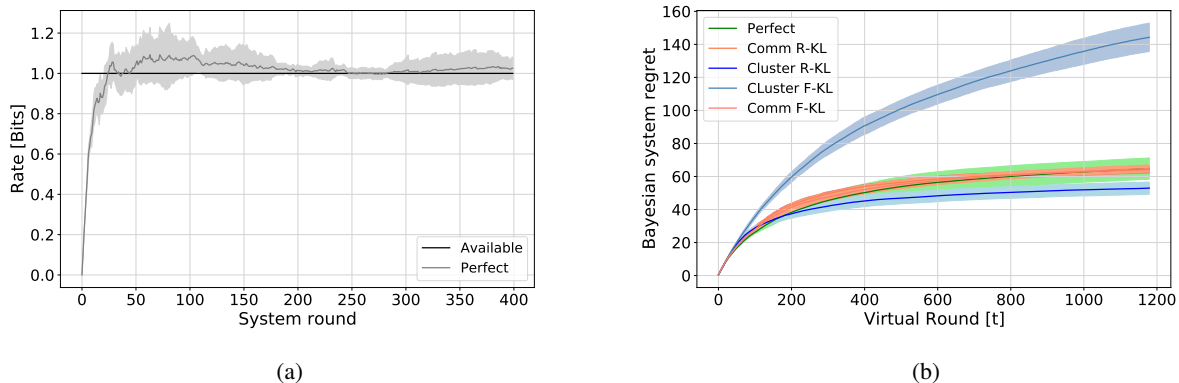 1.2
1.0
0.8
0.6
0.4
0.2
0.0
Rate [Bits]
Available
Perfect
0 50 100 150 200 250 300 350 400
System round
(a)
160
140
120
100
80
60
40
20
0
Bayesian system regret
Perfect
Comm R-KL
Cluster R-KL
CLuster F-KL
Comm F-KL
0 200 400 600 800 1000 1200
Virtual Round [t]
(b)